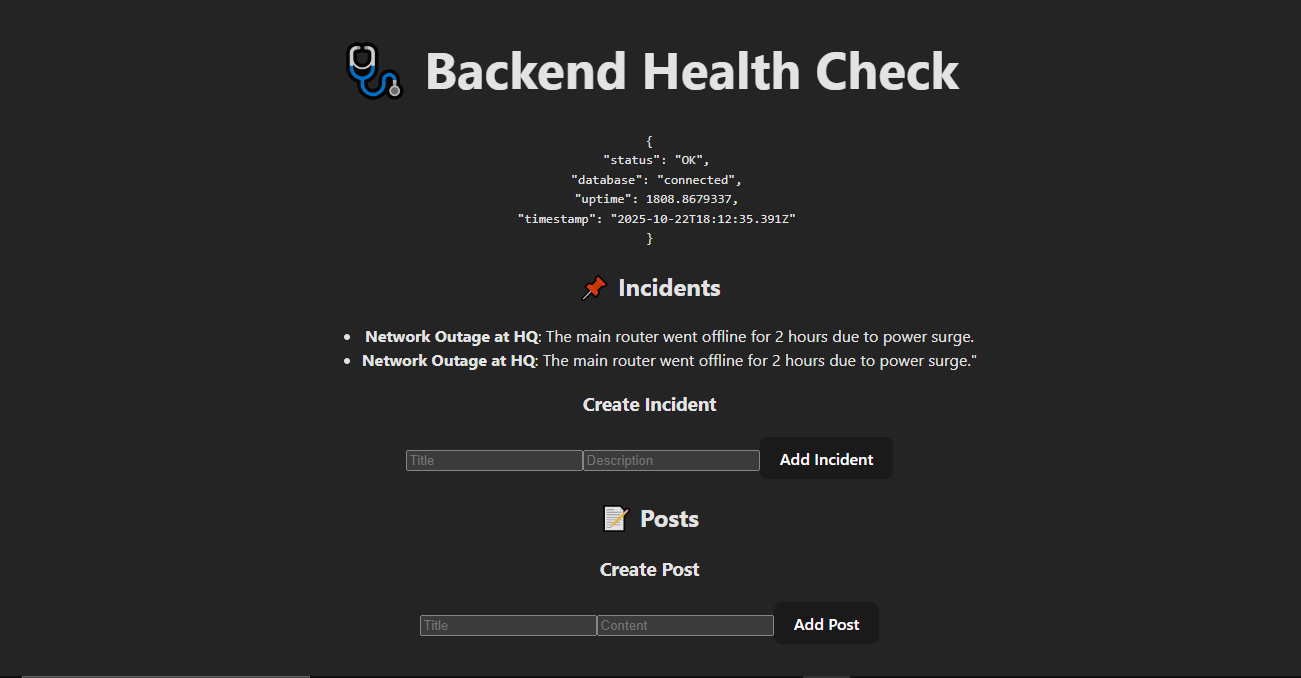 Backend Health Check
{
"status": "OK",
"database": "connected",
"uptime": 1808.8679337,
"timestamp": "2025-10-22T18:12:35.391Z"
}
Incidents
Network Outage at HQ: The main router went offline for 2 hours due to power surge.
Network Outage at HQ: The main router went offline for 2 hours due to power surge."
Create Incident
Title Description Add Incident
Posts
Create Post
Title Content Add Post